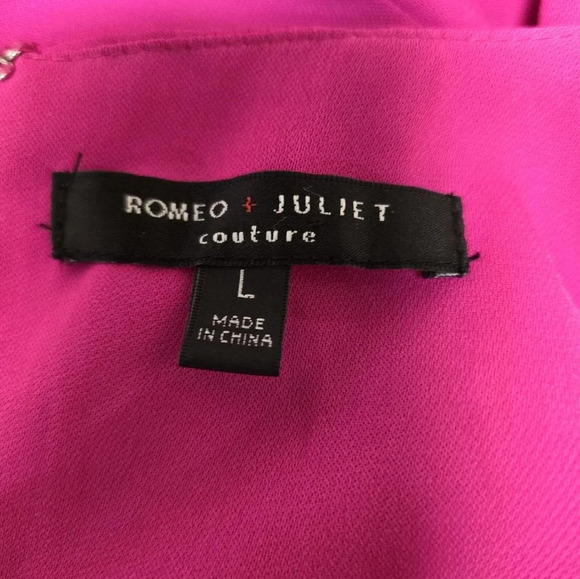 ROMEO + JULIET
couture
L
MADE
IN CHINA